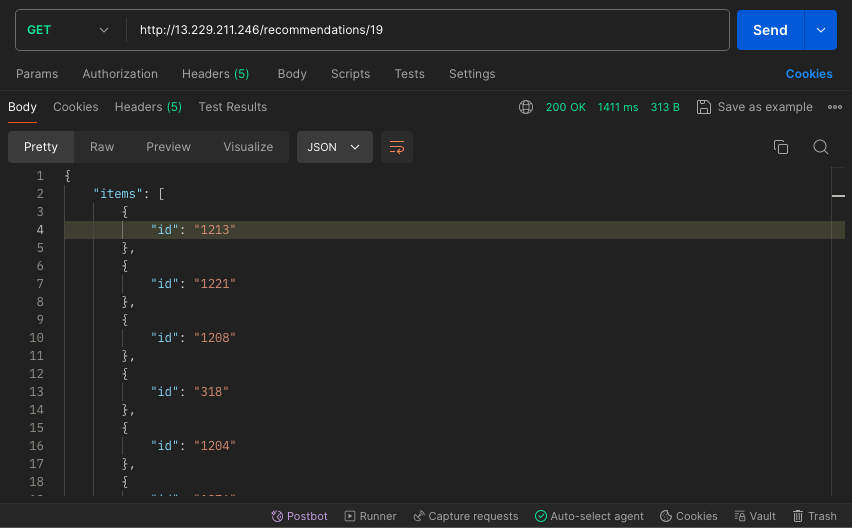 GET http://13.229.211.246/recommendations/19 Send
Params Authorization Headers (5) Body Scripts Tests Settings Cookies
Body Cookies Headers (5) Test Results 200 OK 1411 ms 313 B Save as example
Pretty Raw Preview Visualize JSON
1 {
2 "items": [
3 {
4 "id": "1213"
5 },
6 {
7 "id": "1221"
8 },
9 {
10 "id": "1208"
11 },
12 {
13 "id": "318"
14 },
15 {
16 "id": "1204"
17 },
18 {
Postbot Runner Capture requests Auto-select agent Cookies Vault Trash